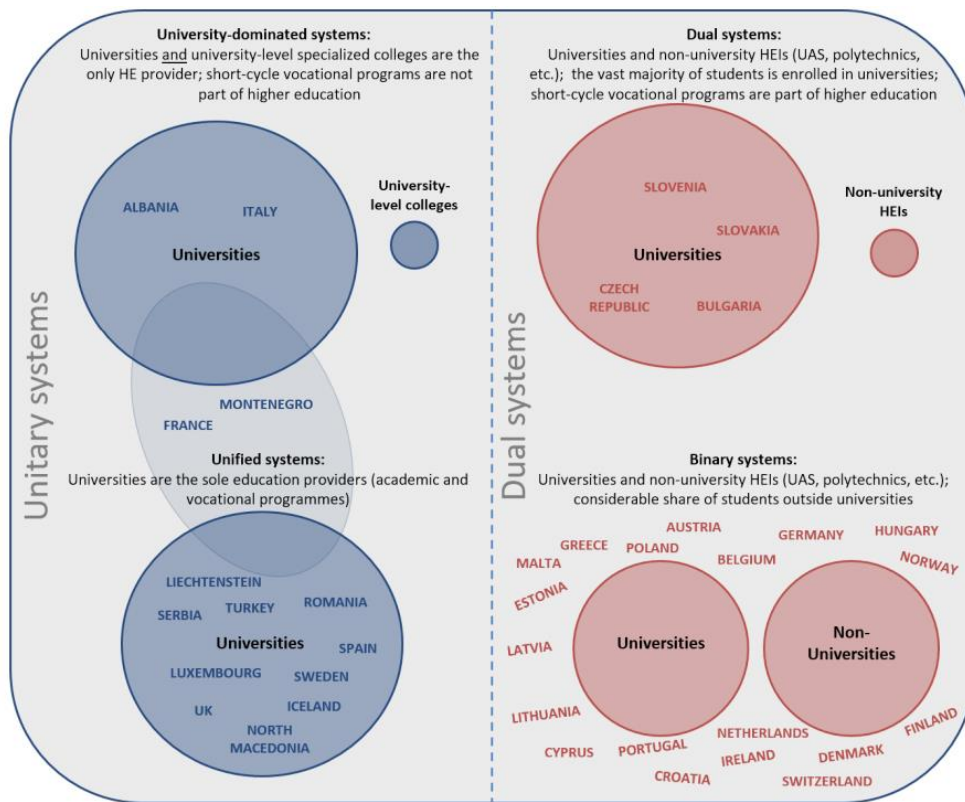 University-dominated systems:
Universities and university-level specialized colleges are the
only HE provider; short-cycle vocational programs are not
part of higher education
University-
level colleges
ALBANIA
ITALY
Universities
Unitary systems
MONTENEGRO
FRANCE
Unified systems:
Universities are the sole education providers (academic and
vocational programmes)
LIECHTENSTEIN
SERBIA
TURKEY
ROMANIA
Universities
SPAIN
LUXEMBOURG
SWEDEN
UK
ICELAND
NORTH
MACEDONIA
Dual systems:
Universities and non-university HEIs (UAS, polytechnics,
etc.); the vast majority of students is enrolled in universities;
short-cycle vocational programs are part of higher education
SLOVENIA
Non-university
HEIs
SLOVAKIA
Universities
CZECH
REPUBLIC
BULGARIA
Dual systems
Binary systems:
Universities and non-university HEIs (UAS, polytechnics, etc.);
considerable share of students outside universities
AUSTRIA
GERMANY
HUNGARY
GREECE
POLAND
MALTA
BELGIUM
NORWAY
ESTONIA
Universities
Non-
Universities
LATVIA
LITHUANIA
FINLAND
CYPRUS
PORTUGAL
NETHERLANDS
IRELAND
DENMARK
CROATIA
SWITZERLAND